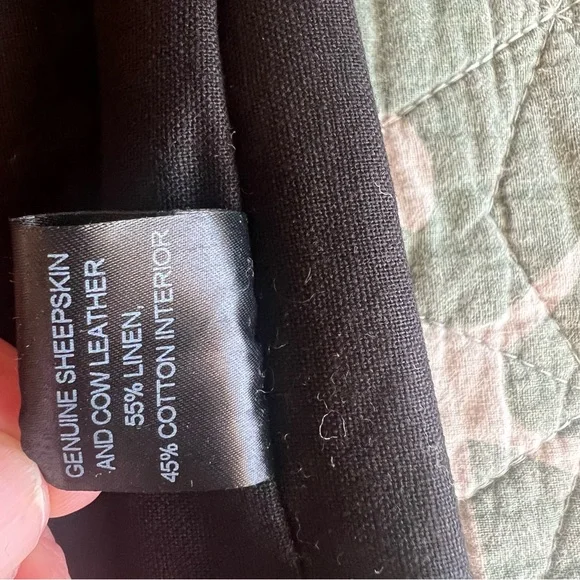 GENUINE SHEEPSKIN
AND COW LEATHER
55% LINEN,
45% COTTON INTERIOR